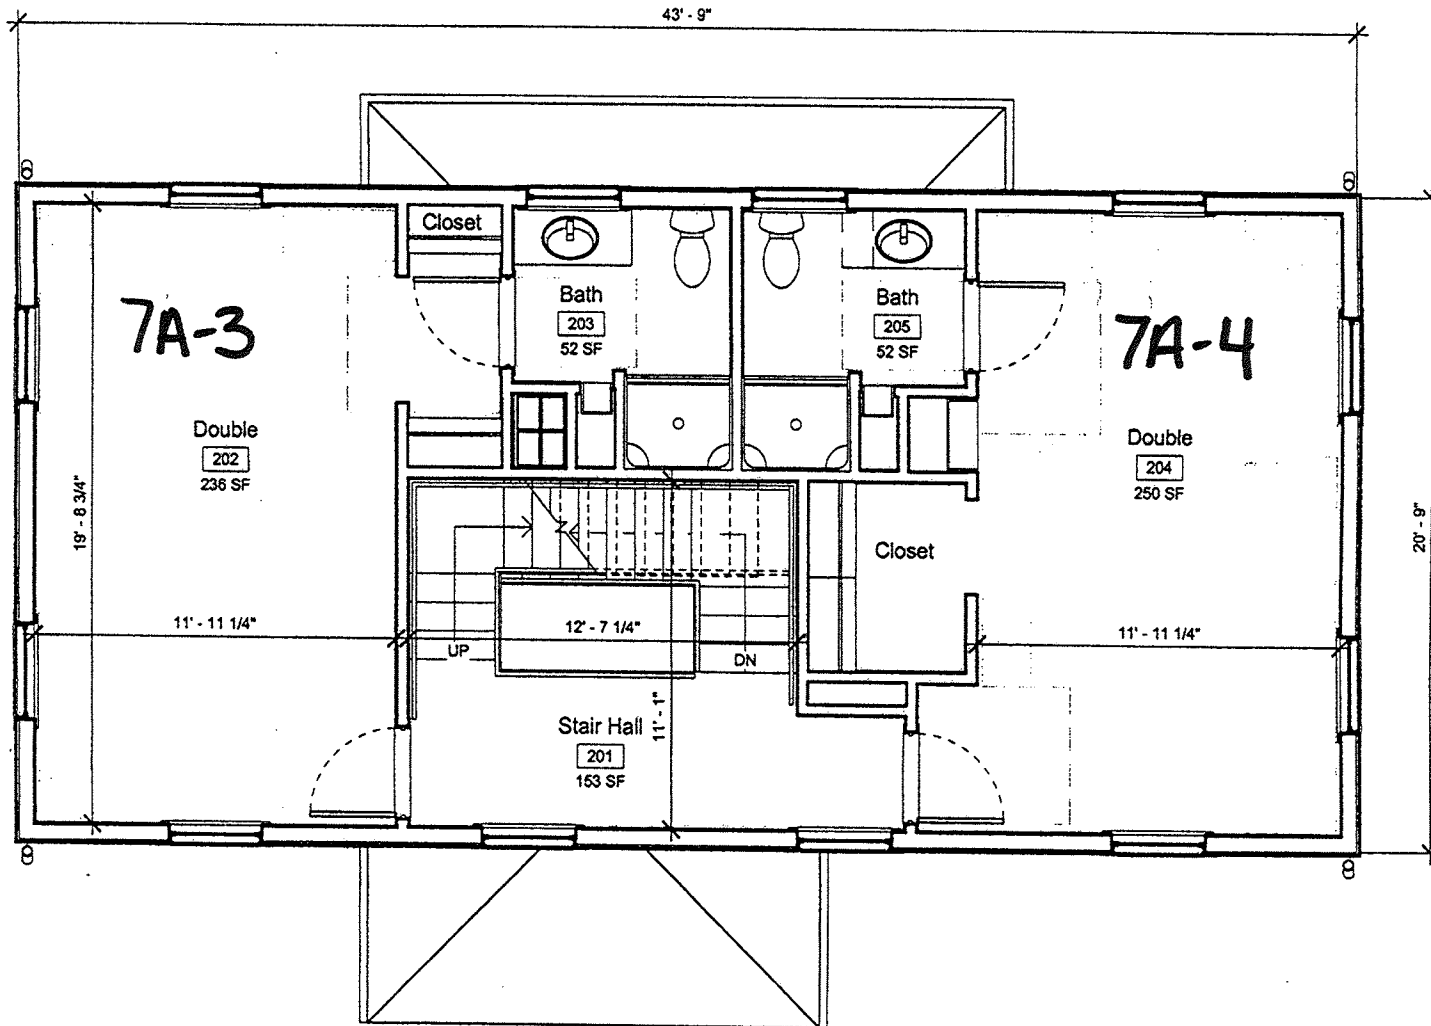 43' - 9"
Closet
Bath
203
52 SF
Bath
205
52 SF
7A-3
7A-4
Double
202
236 SF
Double
204
250 SF
19' - 8 3/4"
20' - 9"
Closet
11' - 11 1/4"
12' - 7 1/4"
11' - 11 1/4"
UP
DN
Stair Hall
201
153 SF
11' - 1"